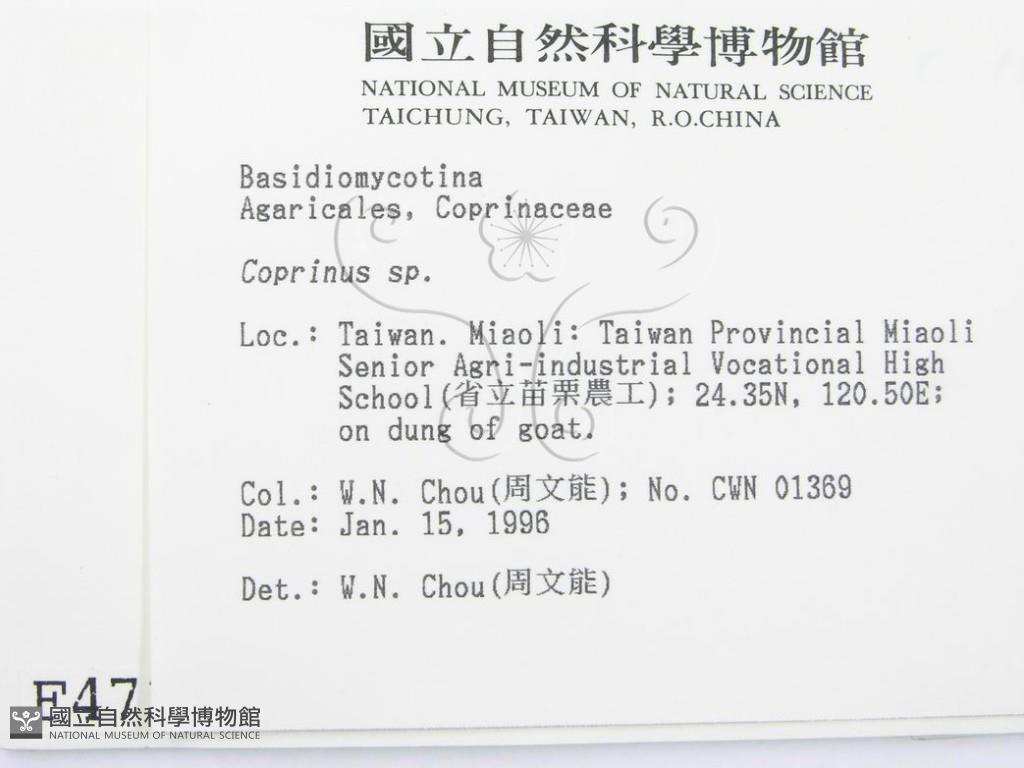 國立自然科學博物館
NATIONAL MUSEUM OF NATURAL SCIENCE
TAICHUNG, TAIWAN, R.O.CHINA
Basidiomycotina
Agaricales, Coprinaceae
Coprinus sp.
Loc.: Taiwan. Miaoli: Taiwan Provincial Miaoli
Senior Agri-industrial Vocational High
School(省立苗栗農工); 24.35N, 120.50E;
on dung of goat.
Col.: W.N. Chou(周文能); No. CWN 01369
Date: Jan. 15, 1996
Det.: W.N. Chou(周文能)
國立自然科學博物館
NATIONAL MUSEUM OF NATURAL SCIENCE